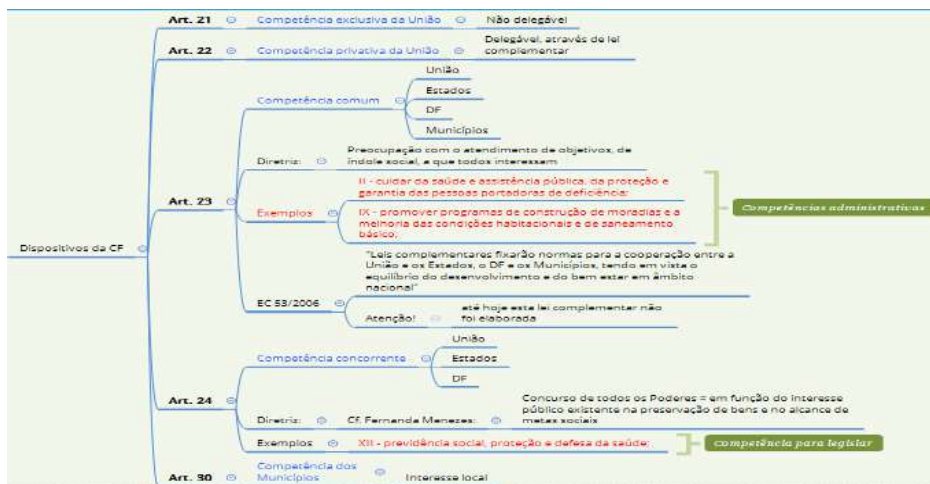 Art. 21
Competência exclusiva da União
Não delegável
Art. 22
Competência privativa da União
Delegável, através de lei
complementar
Dispositivos da CF
Art. 23
Competência comum
União
Estados
DF
Municípios
Diretriz:
Preocupação com o atendimento de objetivos, de
índole social, a que todos interessam
Exemplos
II - cuidar da saúde e assistência pública, da proteção e
garantia das pessoas portadoras de deficiência;
IX - promover programas de construção de moradias e a
melhoria das condições habitacionais e de saneamento
básico;
Competências administrativas
EC 53/2006
"Leis complementares fixarão normas para a cooperação entre a
União e os Estados, o DF e os Municípios, tendo em vista o
equilíbrio do desenvolvimento e do bem estar em âmbito
nacional"
Atenção!
até hoje esta lei complementar não
foi elaborada
Art. 24
Competência concorrente
União
Estados
DF
Diretriz:
Cf. Fernanda Menezes:
Concurso de todos os Poderes = em função do interesse
público existente na preservação de bens e no alcance de
metas sociais
Exemplos
XII - previdência social, proteção e defesa da saúde;
Competência para legislar
Art. 30
Competência dos
Municípios
Interesse local